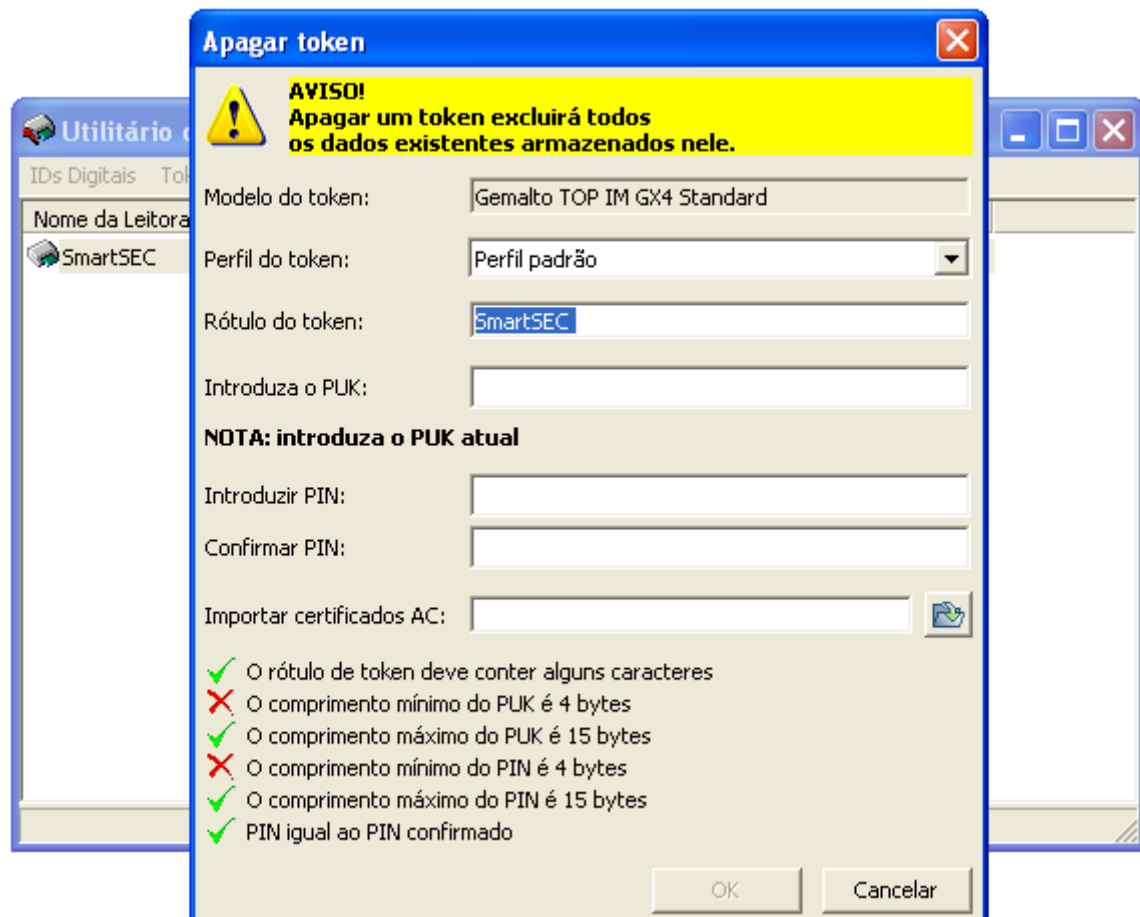 Apagar token
AVISO!
Apagar um token excluirá todos
os dados existentes armazenados nele.
Utilitário
IDs Digitais
Nome da Leitora
SmartSEC
Modelo do token:
Gemalto TOP IM GX4 Standard
Perfil do token:
Perfil padrão
Rótulo do token:
SmartSEC
Introduza o PUK:
NOTA: introduza o PUK atual
Introduzir PIN:
Confirmar PIN:
Importar certificados AC:
O rótulo de token deve conter alguns caracteres
O comprimento mínimo do PUK é 4 bytes
O comprimento máximo do PUK é 15 bytes
O comprimento mínimo do PIN é 4 bytes
O comprimento máximo do PIN é 15 bytes
PIN igual ao PIN confirmado
OK
Cancelar